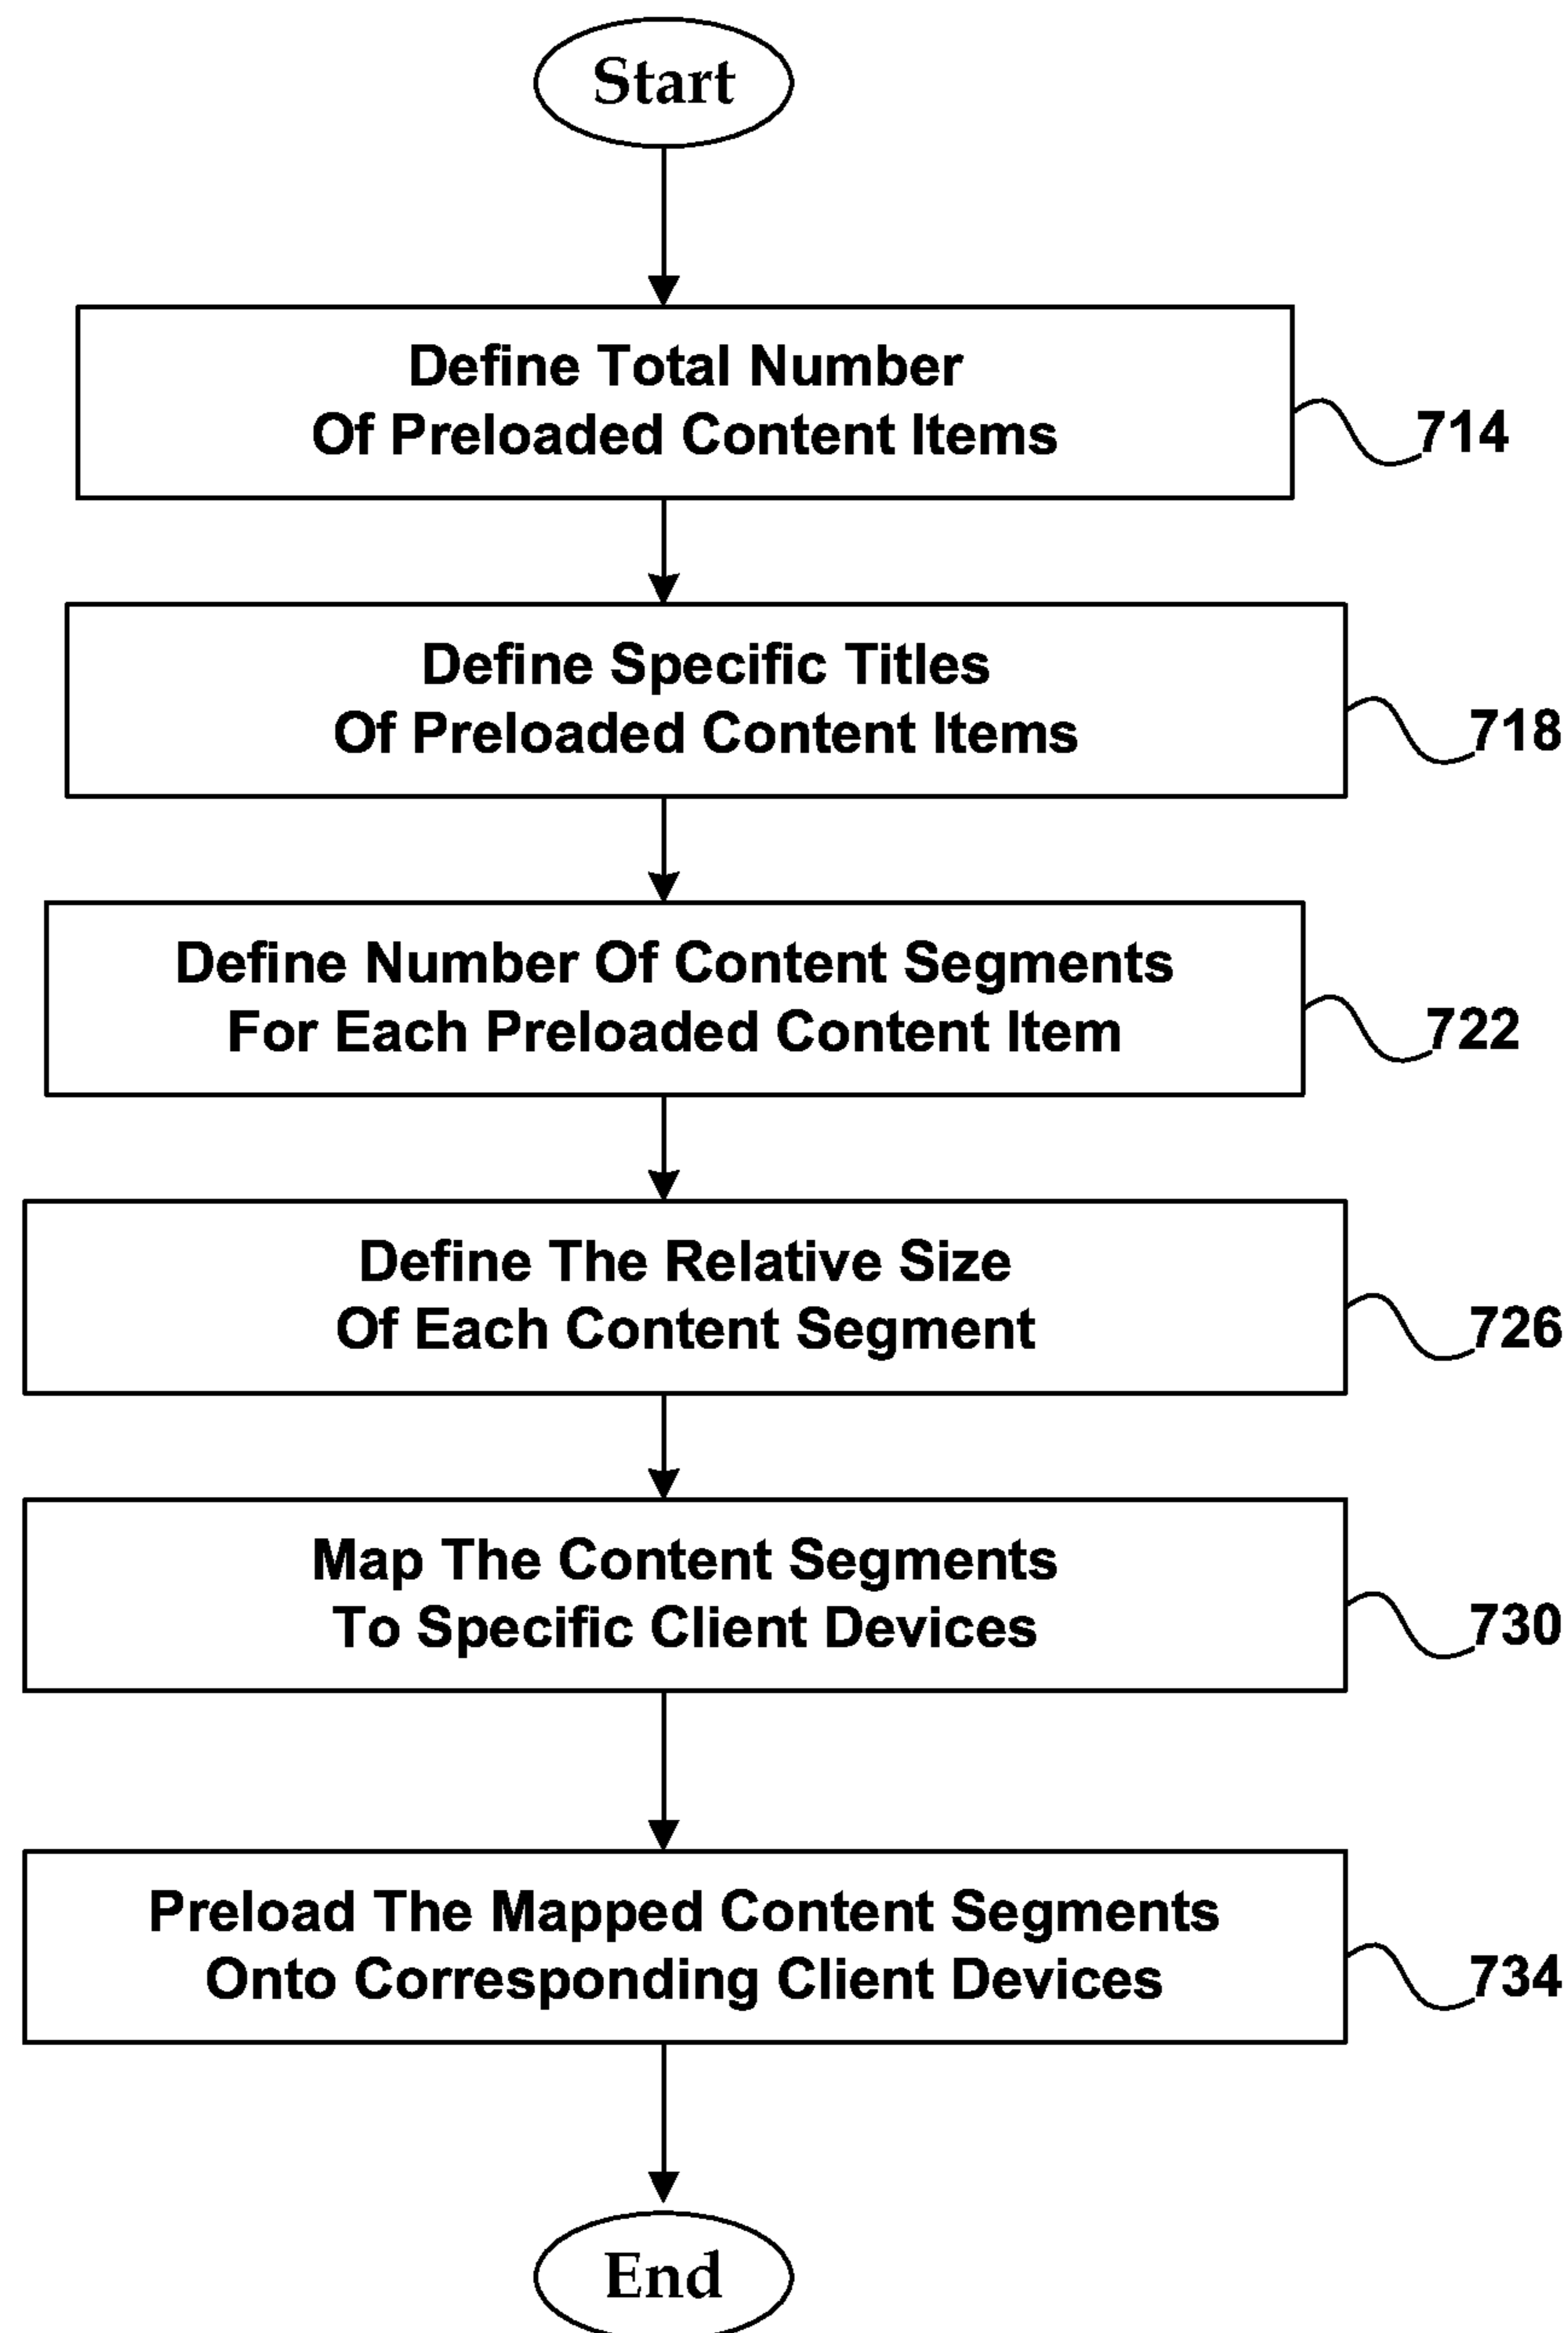 Start
Define Total Number
Of Preloaded Content Items
714
Define Specific Titles
Of Preloaded Content Items
718
Define Number Of Content Segments
For Each Preloaded Content Item
722
Define The Relative Size
Of Each Content Segment
726
Map The Content Segments
To Specific Client Devices
730
Preload The Mapped Content Segments
Onto Corresponding Client Devices
734
End